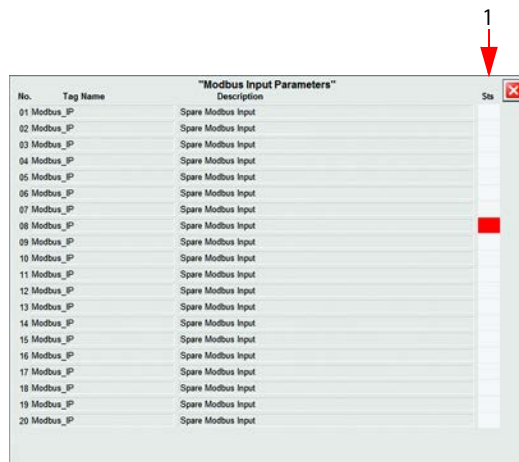 1
"Modbus Input Parameters"
No. Tag Name Description Sts
01 Modbus_IP Spare Modbus Input
02 Modbus_IP Spare Modbus Input
03 Modbus_IP Spare Modbus Input
04 Modbus_IP Spare Modbus Input
05 Modbus_IP Spare Modbus Input
06 Modbus_IP Spare Modbus Input
07 Modbus_IP Spare Modbus Input
08 Modbus_IP Spare Modbus Input
09 Modbus_IP Spare Modbus Input
10 Modbus_IP Spare Modbus Input
11 Modbus_IP Spare Modbus Input
12 Modbus_IP Spare Modbus Input
13 Modbus_IP Spare Modbus Input
14 Modbus_IP Spare Modbus Input
15 Modbus_IP Spare Modbus Input
16 Modbus_IP Spare Modbus Input
17 Modbus_IP Spare Modbus Input
18 Modbus_IP Spare Modbus Input
19 Modbus_IP Spare Modbus Input
20 Modbus_IP Spare Modbus Input